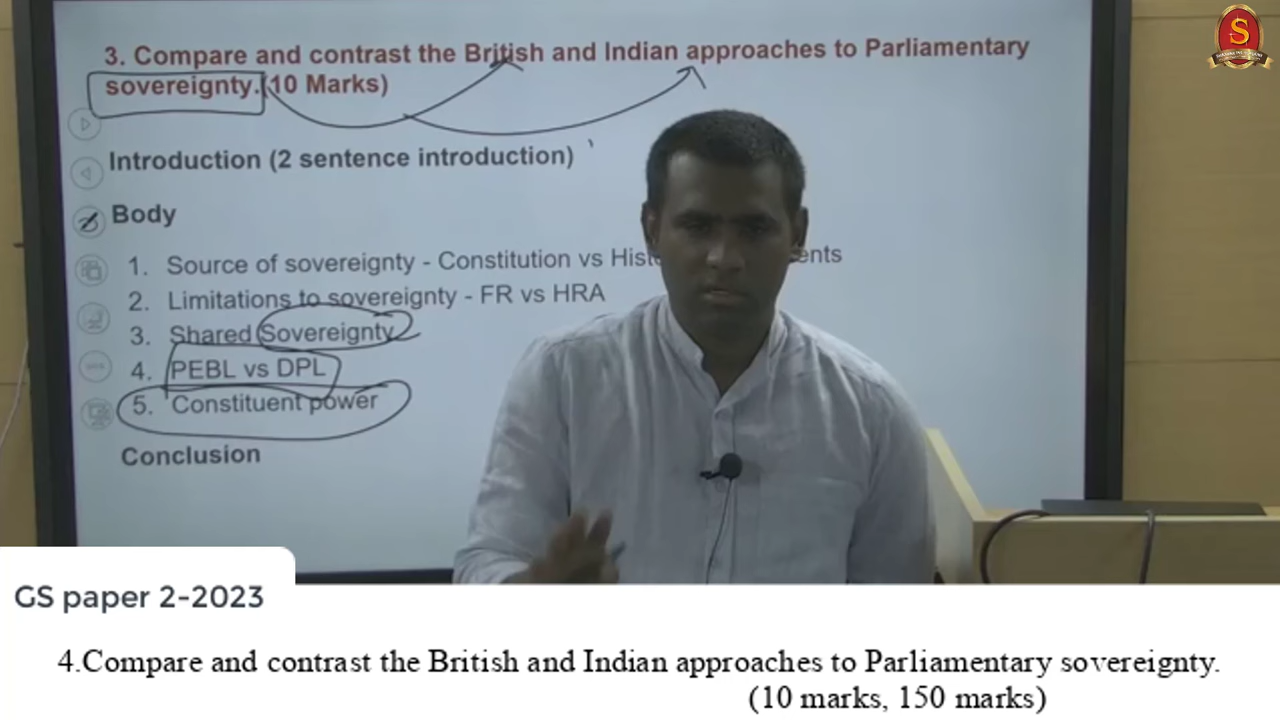 3. Compare and contrast the British and Indian approaches to Parliamentary
sovereignty.(10 Marks)
Introduction (2 sentence introduction)
Body
1. Source of sovereignty - Constitution vs
2. Limitations to sovereignty - FR vs HRA
3. Shared Sovereignty
4. PEBL vs DPL
5. Constituent power
Conclusion
S
GS paper 2-2023
4.Compare and contrast the British and Indian approaches to Parliamentary sovereignty.
(10 marks, 150 marks)